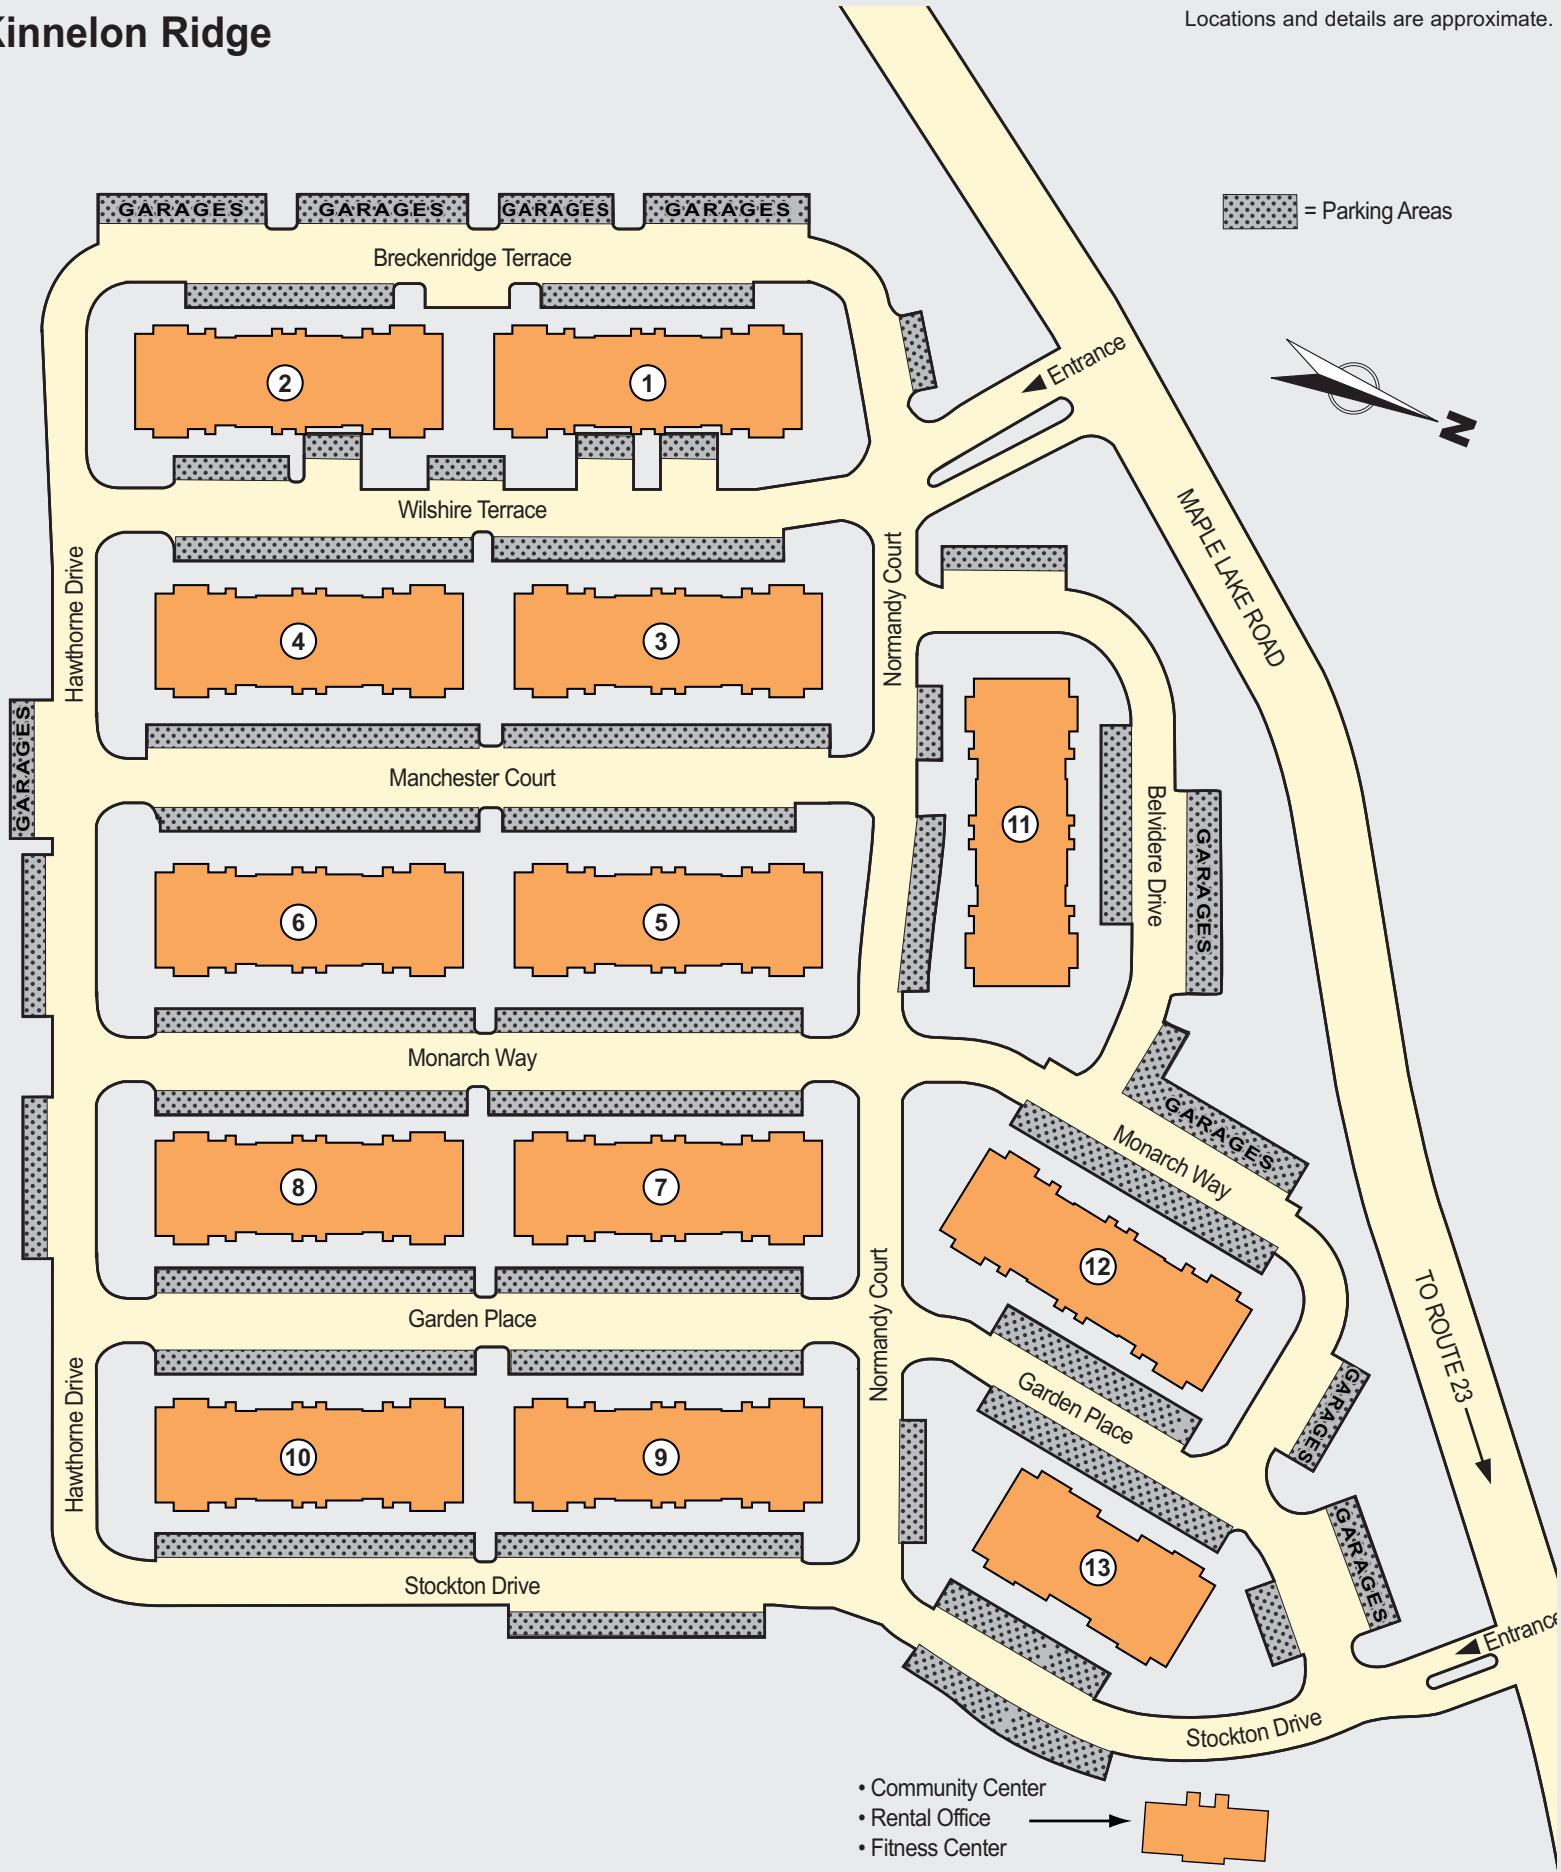 Kinnelon Ridge
Locations and details are approximate.
= Parking Areas
GARAGES GARAGES GARAGES GARAGES
Breckenridge Terrace
Entrance
N
2
1
Wilshire Terrace
MAPLE LAKE ROAD
Hawthorne Drive
Normandy Court
4
3
GARAGES
Manchester Court
11
Belvidere Drive
GARAGES
6
5
Monarch Way
GARAGES
Monarch Way
8
7
12
Garden Place
Normandy Court
TO ROUTE 23
Garden Place
GARAGES
Hawthorne Drive
10
9
13
GARAGES
Stockton Drive
Entrance
Stockton Drive
• Community Center
• Rental Office
• Fitness Center